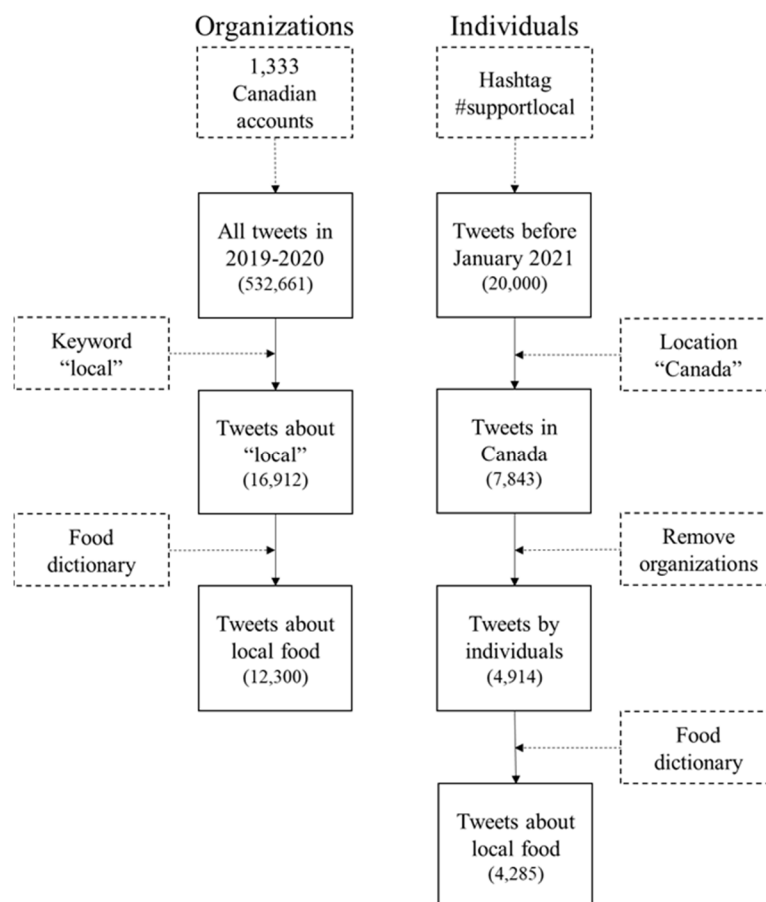 Organizations
1,333
Canadian
accounts
All tweets in
2019-2020
(532,661)
Keyword
“local”
Tweets about
“local”
(16,912)
Food
dictionary
Tweets about
local food
(12,300)
Individuals
Hashtag
#supportlocal
Tweets before
January 2021
(20,000)
Location
“Canada”
Tweets in
Canada
(7,843)
Remove
organizations
Tweets by
individuals
(4,914)
Food
dictionary
Tweets about
local food
(4,285)